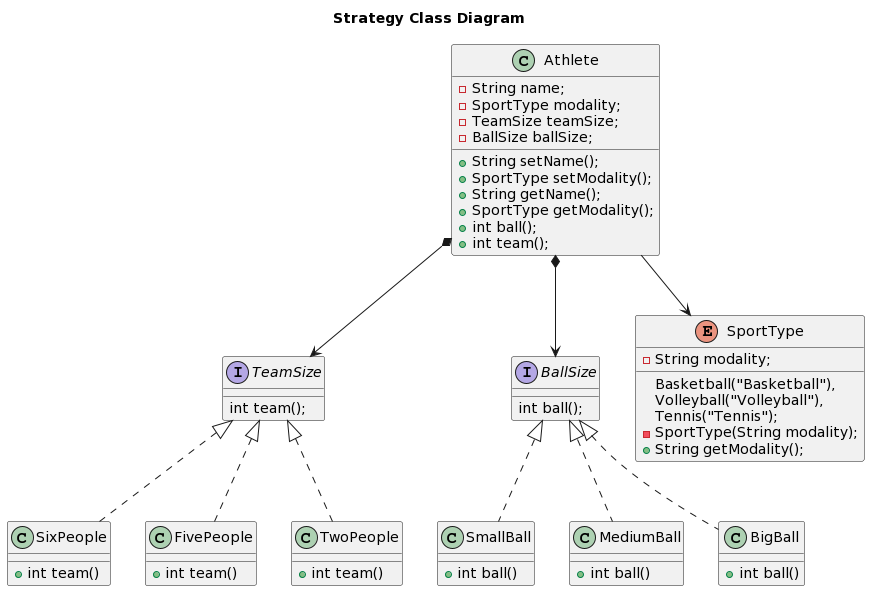 Strategy Class Diagram
C Athlete
String name;
SportType modality;
TeamSize teamSize;
BallSize ballSize;
String setName();
SportType setModality();
String getName();
SportType getModality();
int ball();
int team();
E SportType
String modality;
Basketball("Basketball"),
Volleyball("Volleyball"),
Tennis("Tennis");
SportType(String modality);
String getModality();
I TeamSize
int team();
I BallSize
int ball();
C SixPeople
int team()
C FivePeople
int team()
C TwoPeople
int team()
C SmallBall
int ball()
C MediumBall
int ball()
C BigBall
int ball()